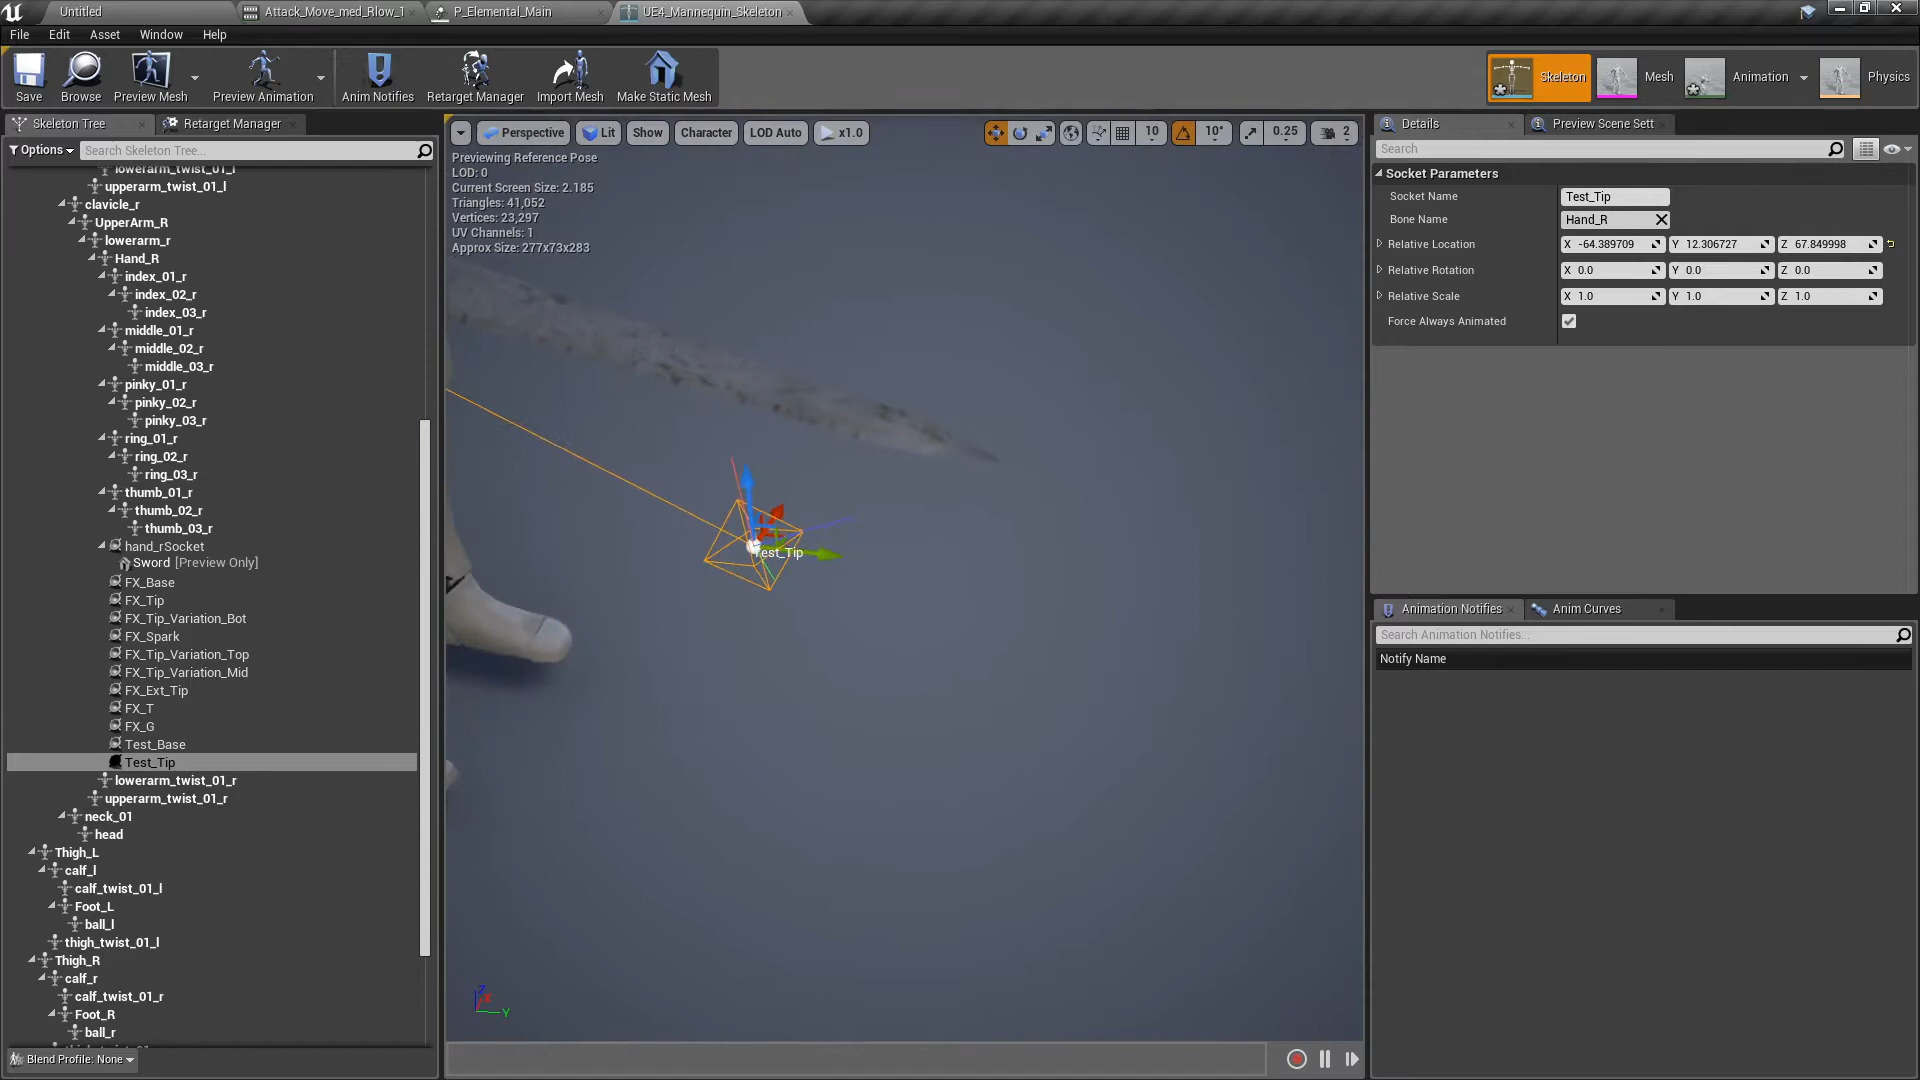 Untitled
Attack_Move_med_Rlow_1
P_Elemental_Main
UE4_Mannequin_Skeleton
File Edit Asset Window Help
Save
Browse
Preview Mesh
Preview Animation
Anim Notifies
Retarget Manager
Import Mesh
Make Static Mesh
Skeleton
Mesh
Animation
Physics
Skeleton Tree
Retarget Manager
Options
Search Skeleton Tree...
lowerarm_twist_01_l
upperarm_twist_01_l
clavicle_r
UpperArm_R
lowerarm_r
Hand_R
index_01_r
index_02_r
index_03_r
middle_01_r
middle_02_r
middle_03_r
pinky_01_r
pinky_02_r
pinky_03_r
ring_01_r
ring_02_r
ring_03_r
thumb_01_r
thumb_02_r
thumb_03_r
hand_rSocket
Sword [Preview Only]
FX_Base
FX_Tip
FX_Tip_Variation_Bot
FX_Spark
FX_Tip_Variation_Top
FX_Tip_Variation_Mid
FX_Ext_Tip
FX_T
FX_G
Test_Base
Test_Tip
lowerarm_twist_01_r
upperarm_twist_01_r
neck_01
head
Thigh_L
calf_l
calf_twist_01_l
Foot_L
ball_l
thigh_twist_01_l
Thigh_R
calf_r
calf_twist_01_r
Foot_R
ball_r
Blend Profile: None
Perspective Lit Show Character LOD Auto x1.0 10 10° 0.25 2
Previewing Reference Pose
LOD: 0
Current Screen Size: 2.185
Triangles: 41,052
Vertices: 23,297
UV Channels: 1
Approx Size: 277x73x283
Test_Tip
Z
X
Y
Details
Preview Scene Sett
Search
Socket Parameters
Socket Name Test_Tip
Bone Name Hand_R
Relative Location X -64.389709 Y 12.306727 Z 67.849998
Relative Rotation X 0.0 Y 0.0 Z 0.0
Relative Scale X 1.0 Y 1.0 Z 1.0
Force Always Animated
Animation Notifies
Anim Curves
Search Animation Notifies...
Notify Name